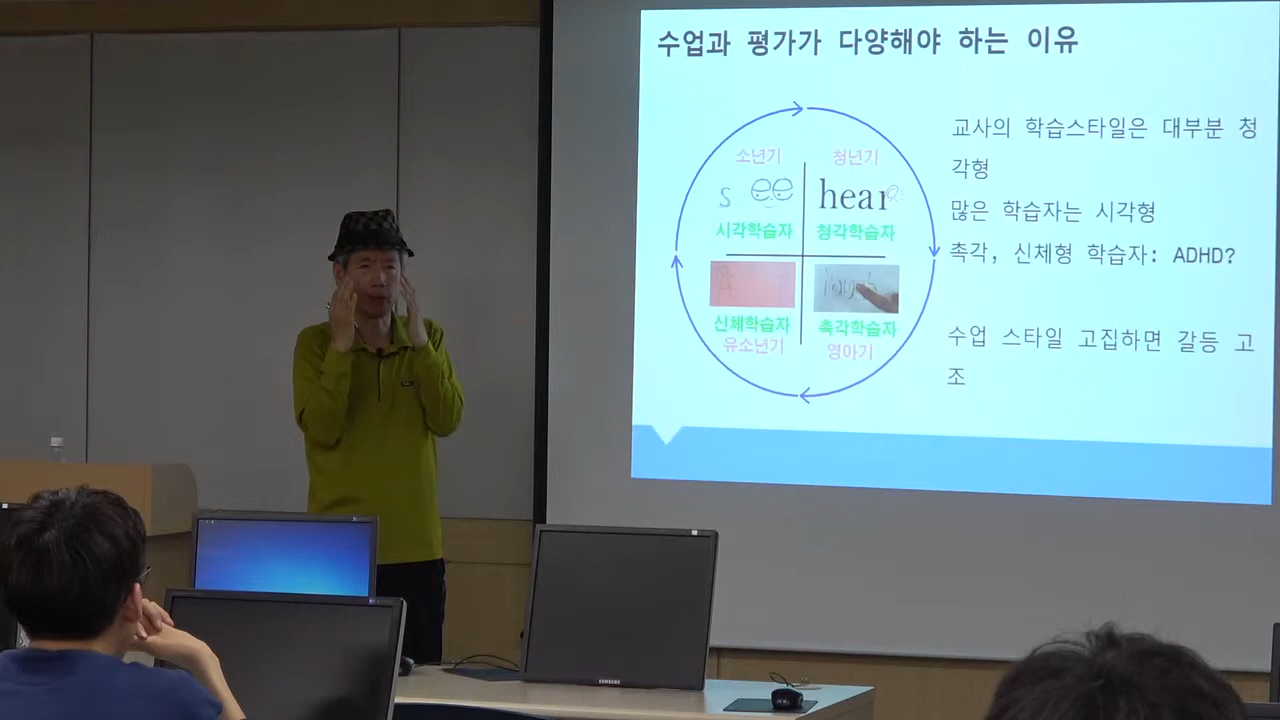 수업과 평가가 다양해야 하는 이유
소년기
청년기
see
hear
시각학습자
청각학습자
touch
신체학습자
촉각학습자
유소년기
영아기
교사의 학습스타일은 대부분 청
각형
많은 학습자는 시각형
촉각, 신체형 학습자: ADHD?
수업 스타일 고집하면 갈등 고
조
SAMSUNG